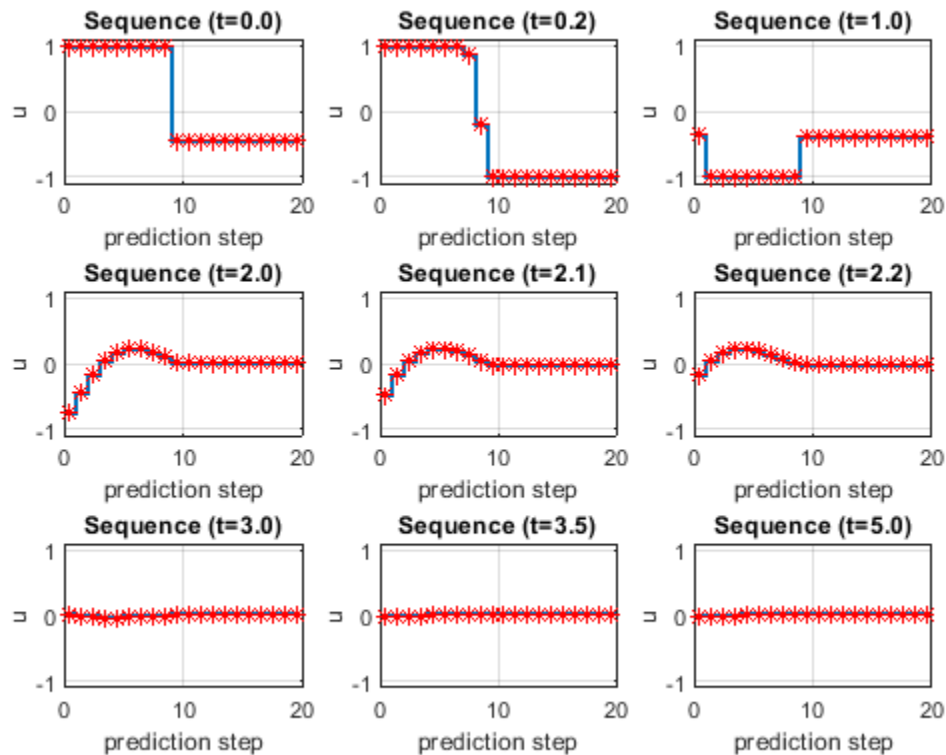 Sequence (t=0.0) Sequence (t=0.2) Sequence (t=1.0)
1 1 1
u u u
0 0 0
-1 -1 -1
0 10 20 0 10 20 0 10 20
prediction step prediction step prediction step
Sequence (t=2.0) Sequence (t=2.1) Sequence (t=2.2)
1 1 1
u u u
0 0 0
-1 -1 -1
0 10 20 0 10 20 0 10 20
prediction step prediction step prediction step
Sequence (t=3.0) Sequence (t=3.5) Sequence (t=5.0)
1 1 1
u u u
0 0 0
-1 -1 -1
0 10 20 0 10 20 0 10 20
prediction step prediction step prediction step